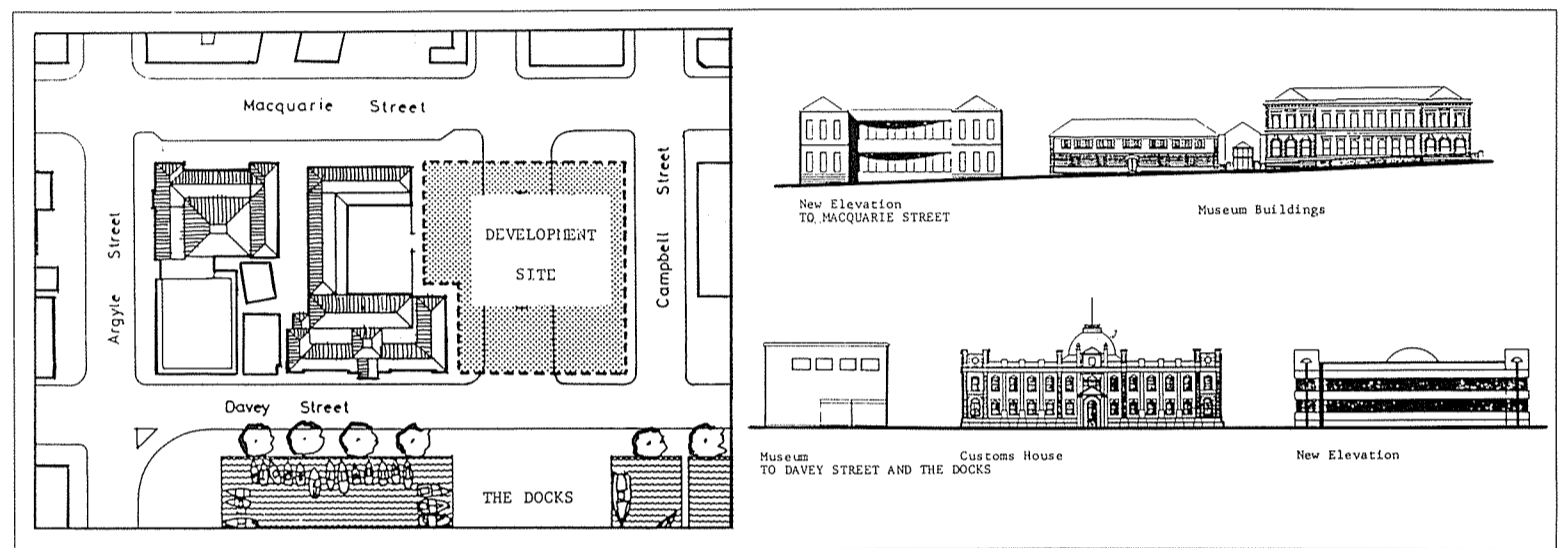 Macquarie Street
Argyle Street
Campbell Street
DEVELOPMENT
SITE
Davey Street
THE DOCKS
New Elevation
TO MACQUARIE STREET
Museum Buildings
Museum
TO DAVEY STREET AND THE DOCKS
Customs House
New Elevation